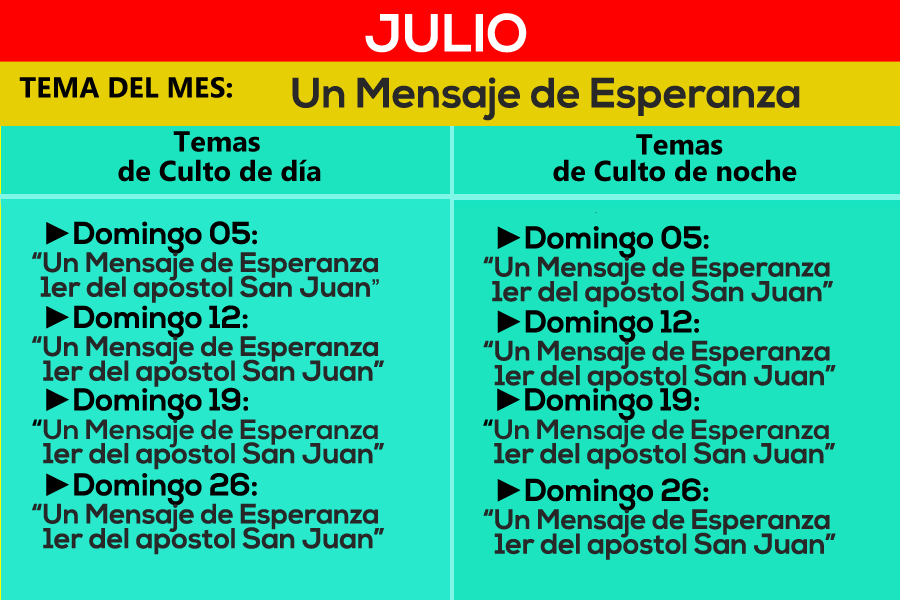 JULIO
TEMA DEL MES: Un Mensaje de Esperanza
Temas
de Culto de día
►Domingo 05:
“Un Mensaje de Esperanza
1er del apostol San Juan”
►Domingo 12:
“Un Mensaje de Esperanza
1er del apostol San Juan”
►Domingo 19:
“Un Mensaje de Esperanza
1er del apostol San Juan”
►Domingo 26:
“Un Mensaje de Esperanza
1er del apostol San Juan”
Temas
de Culto de noche
►Domingo 05:
“Un Mensaje de Esperanza
1er del apostol San Juan”
►Domingo 12:
“Un Mensaje de Esperanza
1er del apostol San Juan”
►Domingo 19:
“Un Mensaje de Esperanza
1er del apostol San Juan”
►Domingo 26:
“Un Mensaje de Esperanza
1er del apostol San Juan”